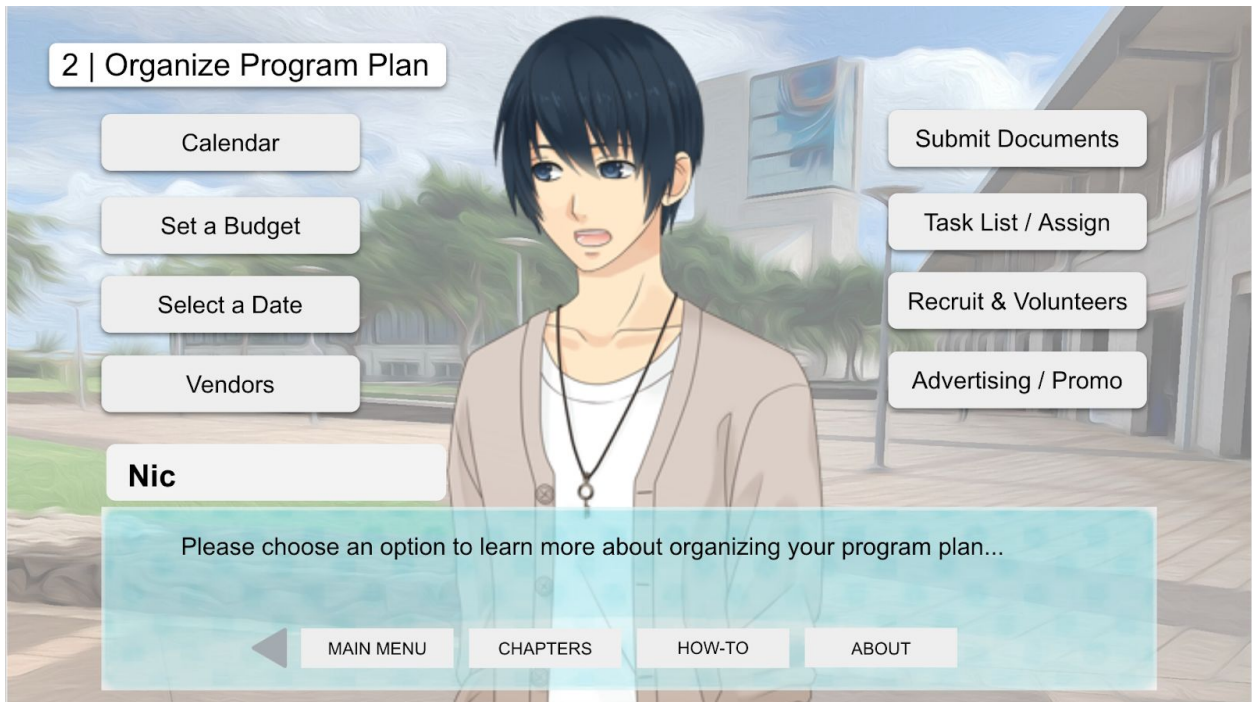 2 | Organize Program Plan
Calendar
Set a Budget
Select a Date
Vendors
Submit Documents
Task List / Assign
Recruit & Volunteers
Advertising / Promo
Nic
Please choose an option to learn more about organizing your program plan...
MAIN MENU
CHAPTERS
HOW-TO
ABOUT